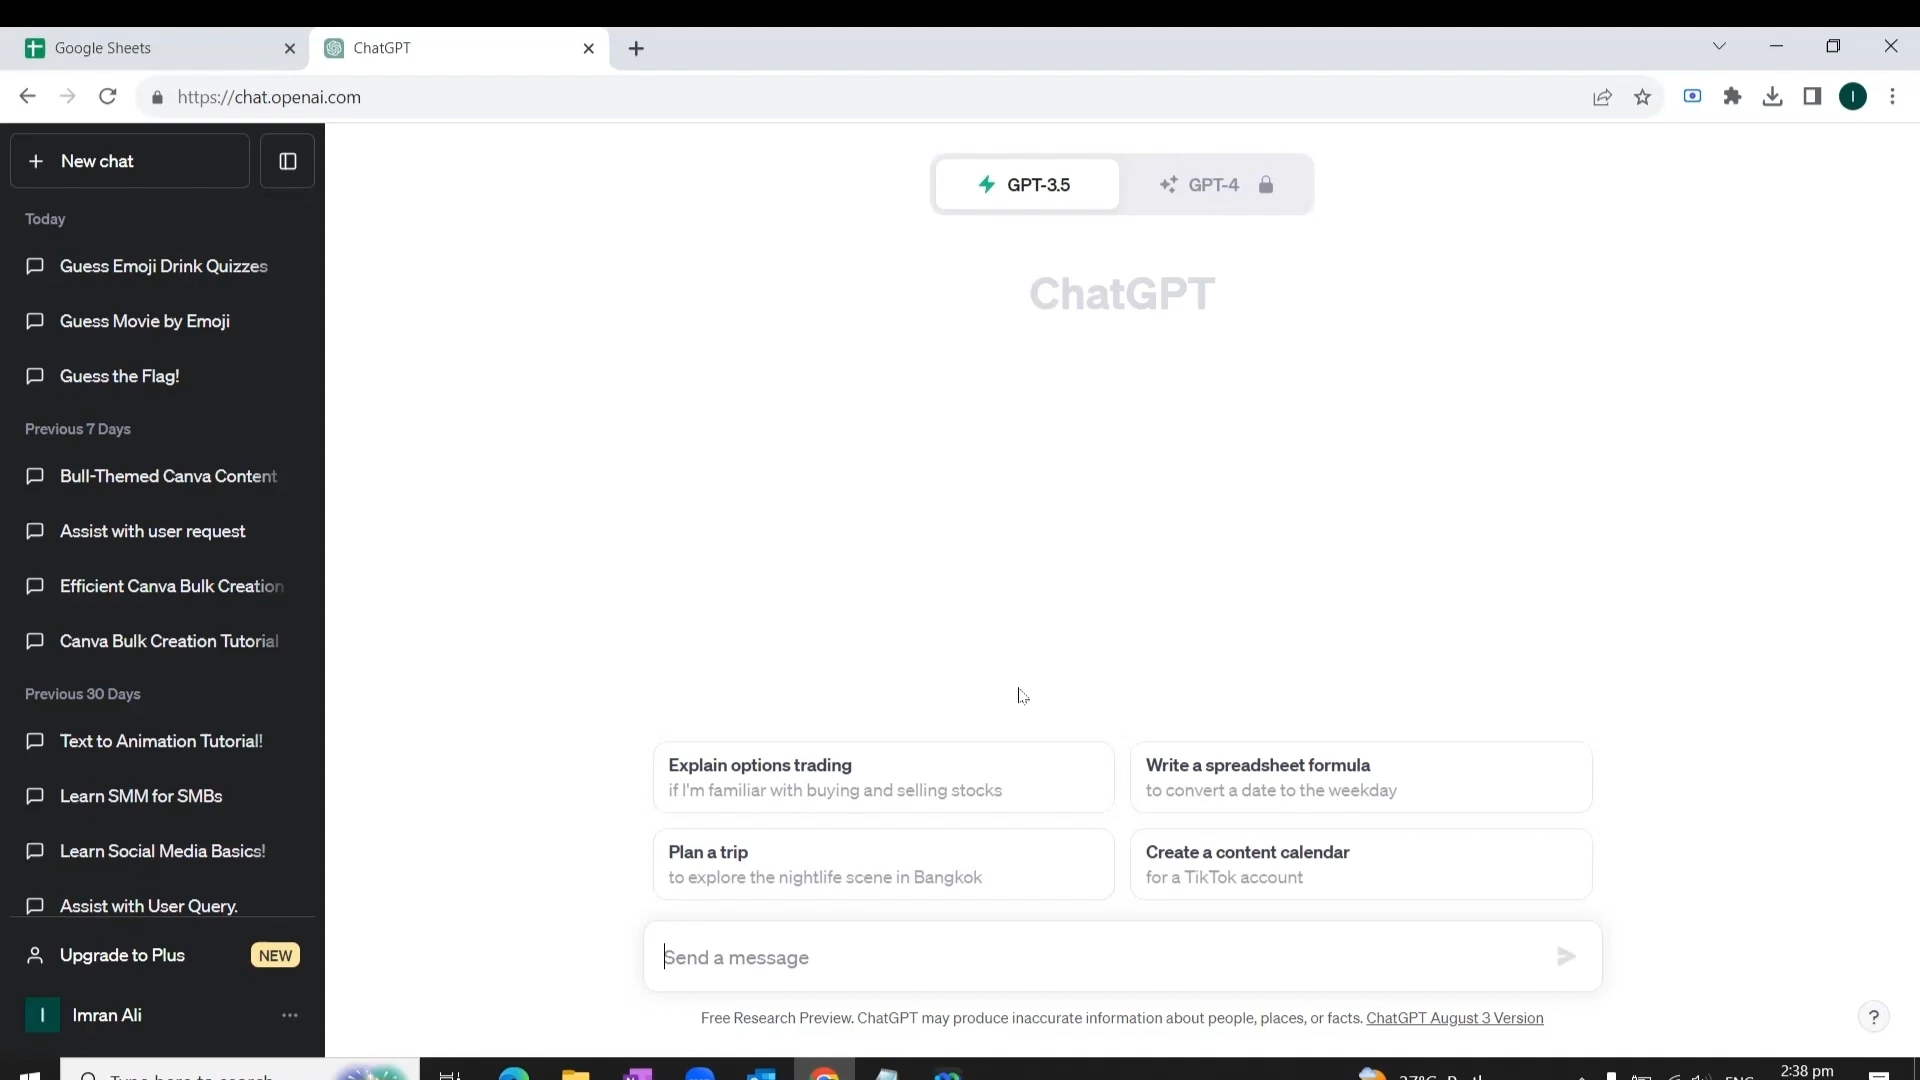 Google Sheets
ChatGPT
https://chat.openai.com
I
New chat
Today
Guess Emoji Drink Quizzes
Guess Movie by Emoji
Guess the Flag!
Previous 7 Days
Bull-Themed Canva Content
Assist with user request
Efficient Canva Bulk Creation
Canva Bulk Creation Tutorial
Previous 30 Days
Text to Animation Tutorial!
Learn SMM for SMBs
Learn Social Media Basics!
Assist with User Query.
Upgrade to Plus NEW
I Imran Ali
GPT-3.5
GPT-4
ChatGPT
Explain options trading
if I'm familiar with buying and selling stocks
Write a spreadsheet formula
to convert a date to the weekday
Plan a trip
to explore the nightlife scene in Bangkok
Create a content calendar
for a TikTok account
Send a message
Free Research Preview. ChatGPT may produce inaccurate information about people, places, or facts. ChatGPT August 3 Version
?
Type here to search
2:38 pm